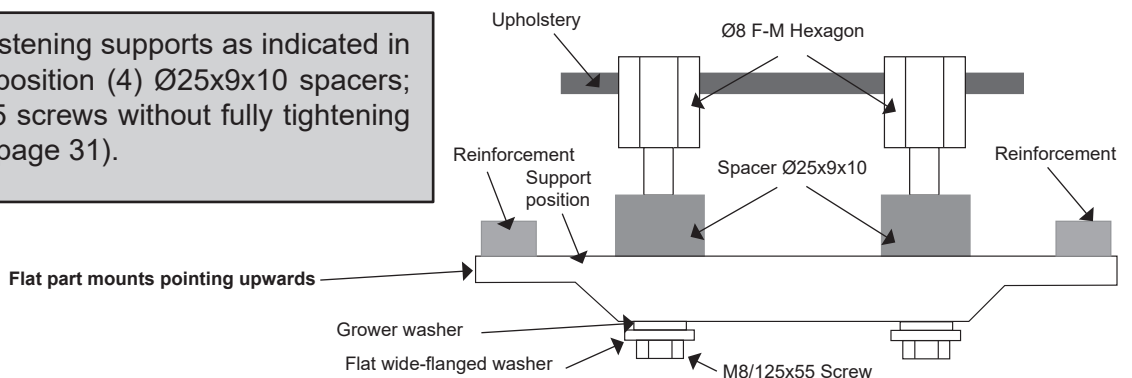 stening supports as indicated in
position (4) Ø25x9x10 spacers;
5 screws without fully tightening
page 31).
Upholstery
Ø8 F-M Hexagon
Reinforcement
Support
position
Spacer Ø25x9x10
Reinforcement
Flat part mounts pointing upwards
Grower washer
Flat wide-flanged washer
M8/125x55 Screw